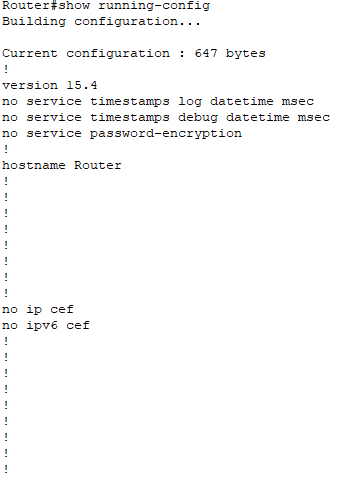 Router#show running-config
Building configuration...
Current configuration : 647 bytes
!
version 15.4
no service timestamps log datetime msec
no service timestamps debug datetime msec
no service password-encryption
!
hostname Router
!
!
!
!
!
!
!
!
no ip cef
no ipv6 cef
!
!
!
!
!
!
!
!
!